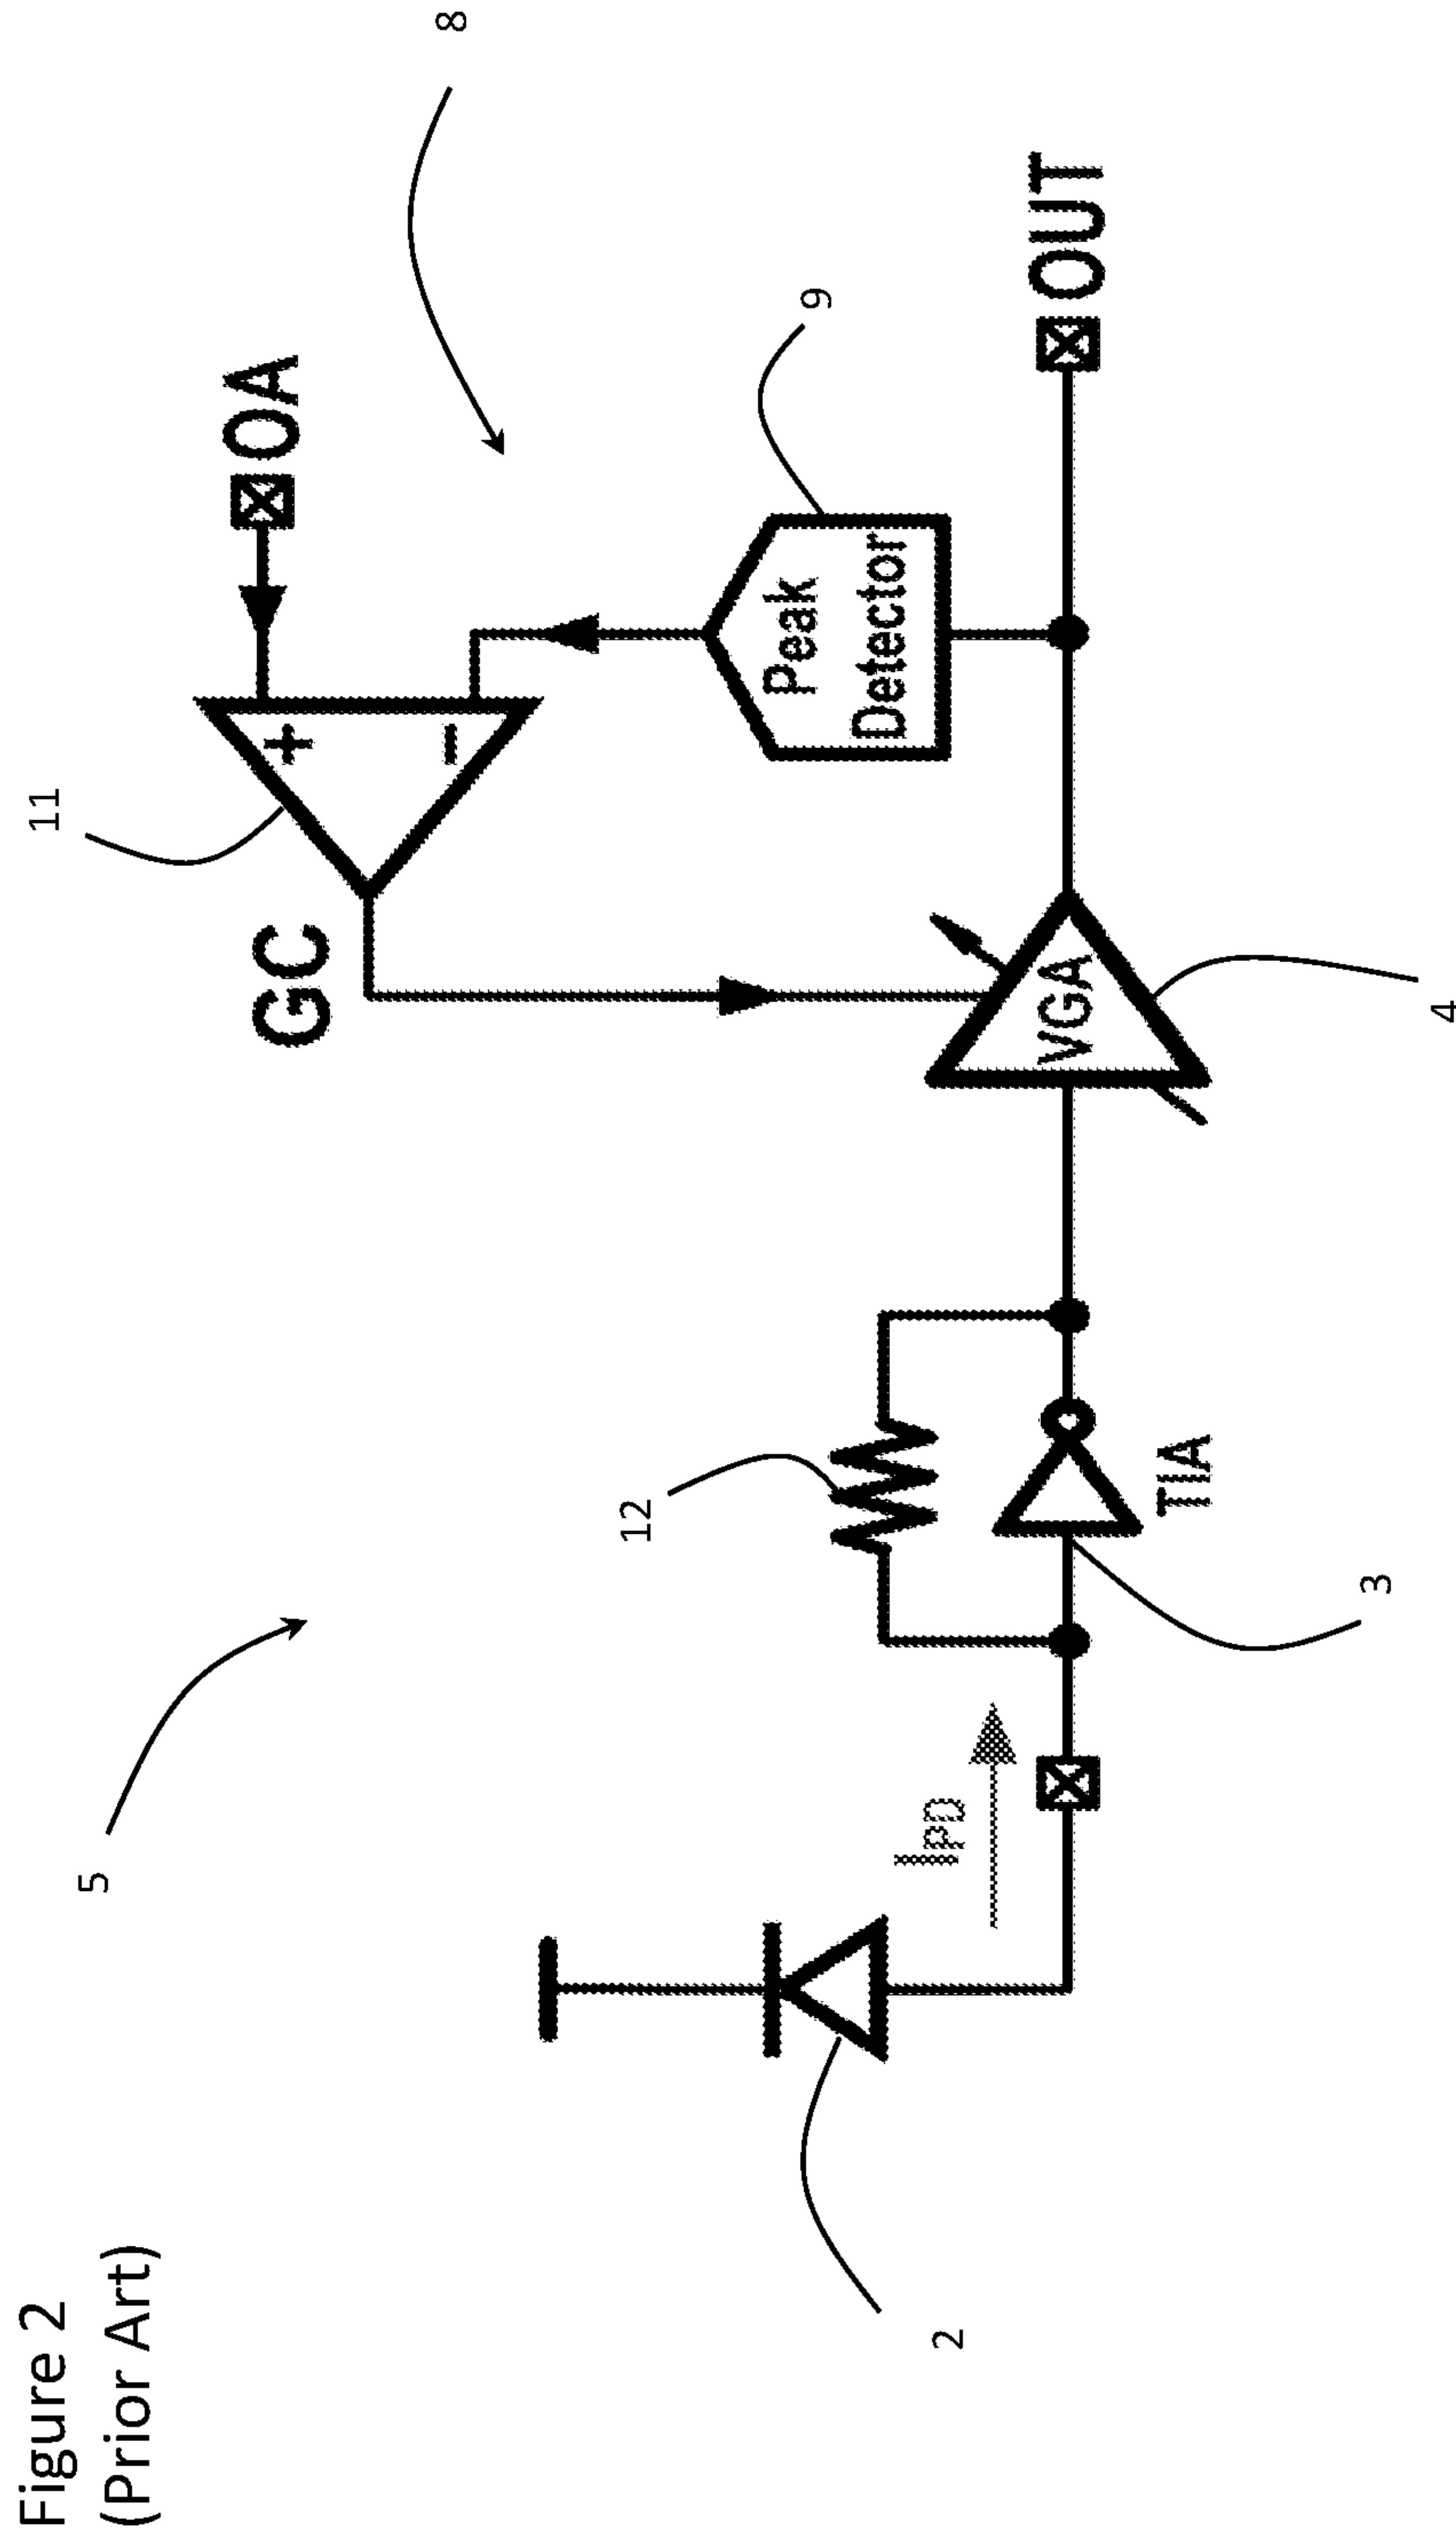 Figure 2
(Prior Art)
5
8
11
GC
+
−
OA
9
Peak
Detector
12
2
IPD
3
TIA
VGA
4
OUT